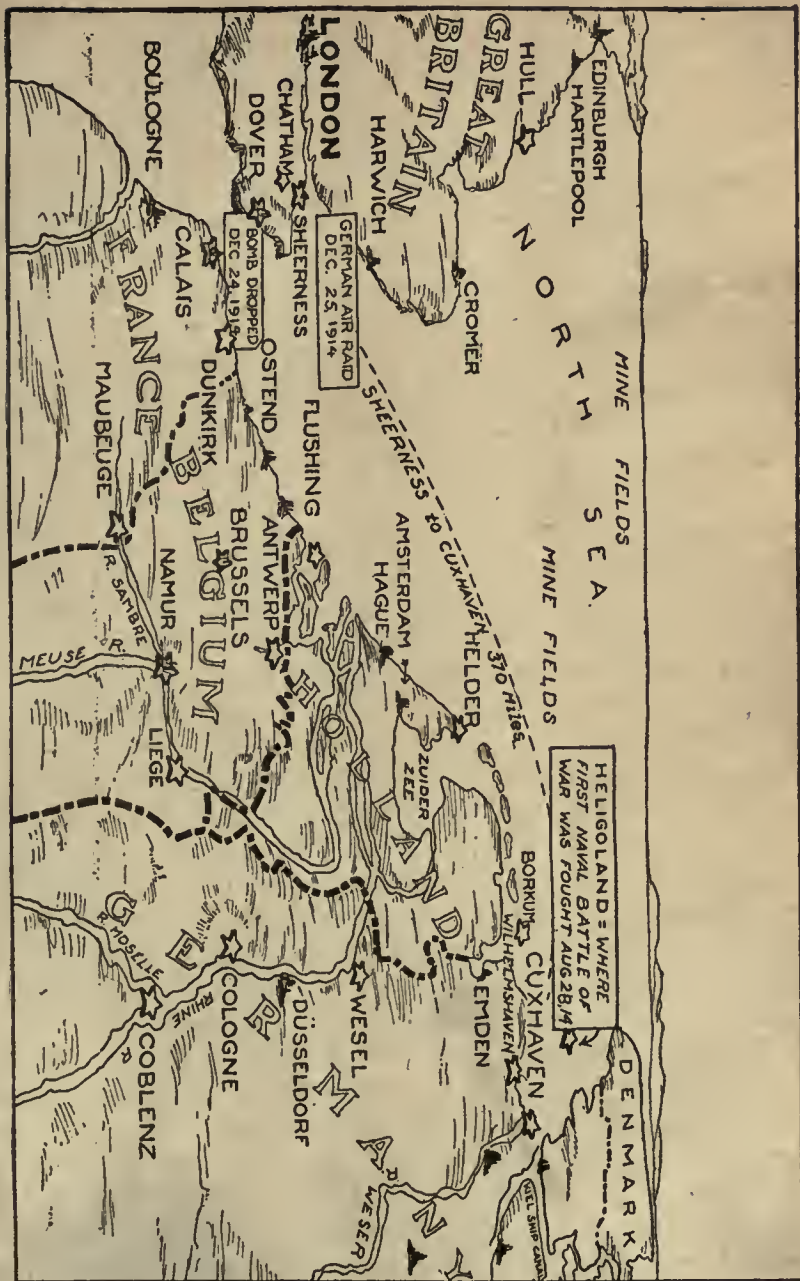 EDINBURGH
HARTLEPOOL
HULL
GREAT
BRITAIN
NORTH SEA.
MINE FIELDS
MINE FIELDS
CROMER
HARWICH
LONDON
CHATHAM
SHEERNESS
DOVER
GERMAN AIR RAID
DEC. 25, 1914
BOMB DROPPED
DEC 24, 1914
SHEERNESS to CUXHAVEN 370 Miles.
HELIGOLAND = WHERE
FIRST NAVAL BATTLE OF
WAR WAS FOUGHT, AUG 28, 14
DENMARK
KIEL SHIP CANAL
CUXHAVEN
WILHELMSHAVEN
BORKUM
EMDEN
HELDER
ZUIDER
ZEE
AMSTERDAM
HAGUE
HOLLAND
FLUSHING
OSTEND
DUNKIRK
CALAIS
BOULOGNE
FRANCE
BELGIUM
ANTWERP
BRUSSELS
MAUBEUGE
R. SAMBRE
NAMUR
MEUSE R.
LIEGE
GERMANY
WESEL
DÜSSELDORF
COLOGNE
R. MOSELLE
RHINE
R
COBLENZ
WESER
R